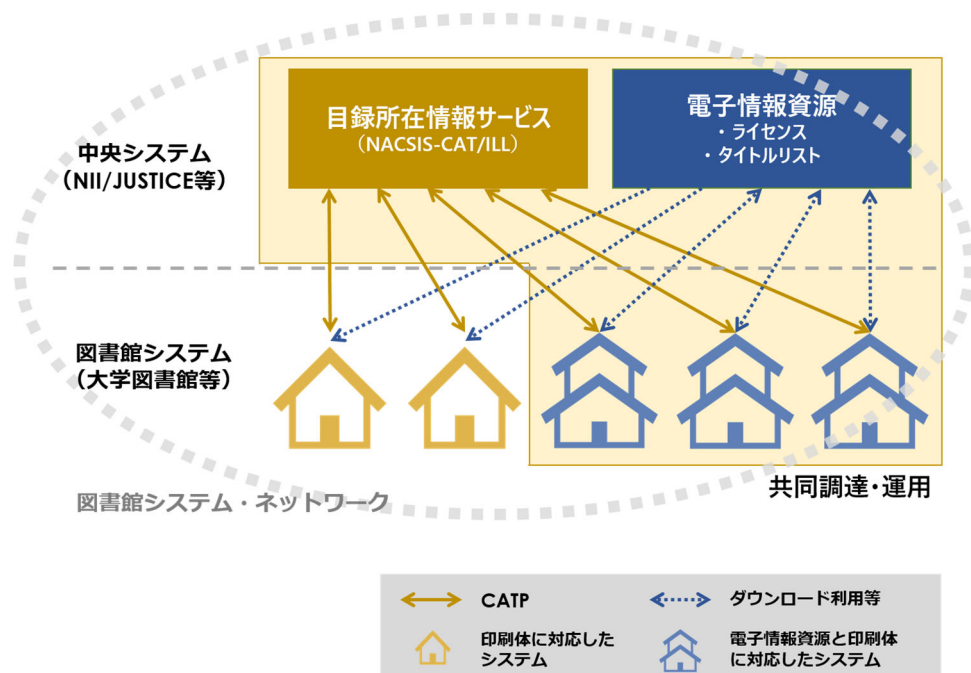 目録所在情報サービス
（NACSIS-CAT/ILL）
電子情報資源
・ライセンス
・タイトルリスト
中央システム
（NII/JUSTICE等）
図書館システム
（大学図書館等）
共同調達・運用
図書館システム・ネットワーク
CATP
ダウンロード利用等
印刷体に対応した
システム
電子情報資源と印刷体
に対応したシステム